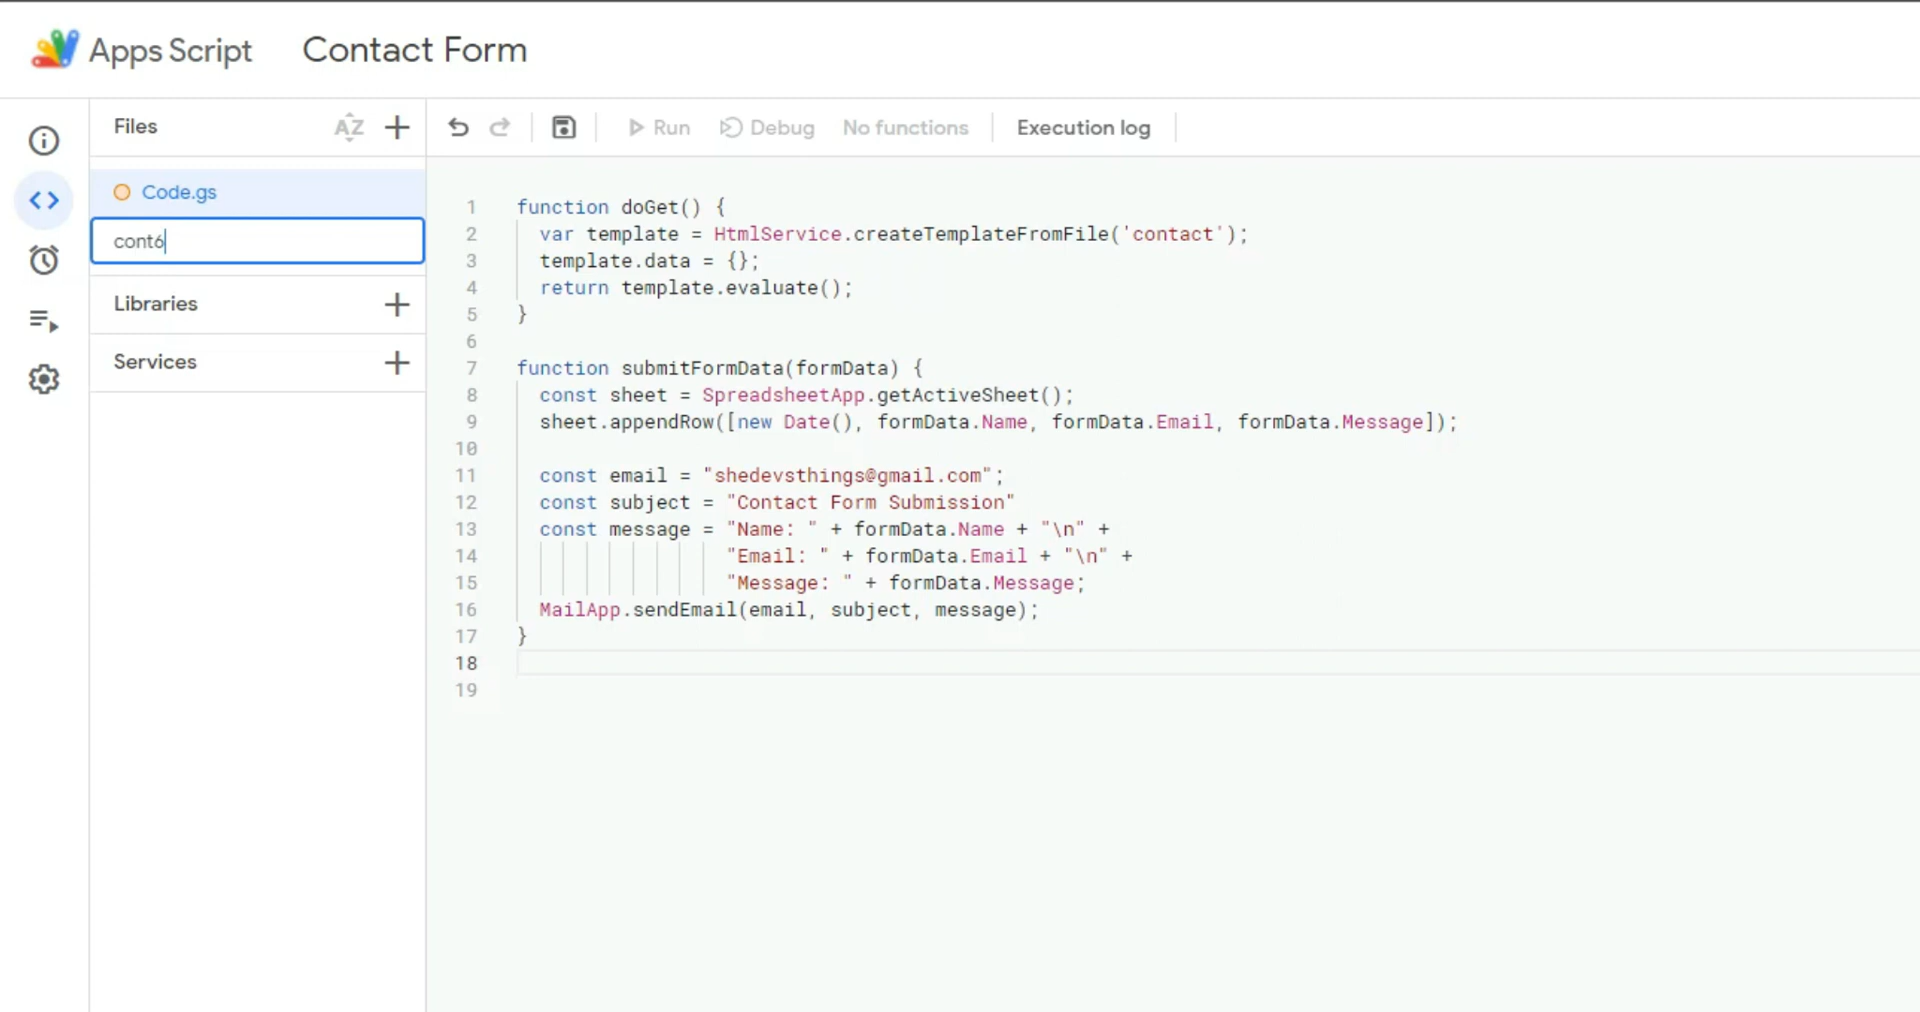 Apps Script Contact Form
Files AZ
Run Debug No functions Execution log
Code.gs
cont6
Libraries
Services
1 function doGet() {
2 var template = HtmlService.createTemplateFromFile('contact');
3 template.data = {};
4 return template.evaluate();
5 }
6
7 function submitFormData(formData) {
8 const sheet = SpreadsheetApp.getActiveSheet();
9 sheet.appendRow([new Date(), formData.Name, formData.Email, formData.Message]);
10
11 const email = "shedevsthings@gmail.com";
12 const subject = "Contact Form Submission"
13 const message = "Name: " + formData.Name + "\n" +
14 "Email: " + formData.Email + "\n" +
15 "Message: " + formData.Message;
16 MailApp.sendEmail(email, subject, message);
17 }
18
19